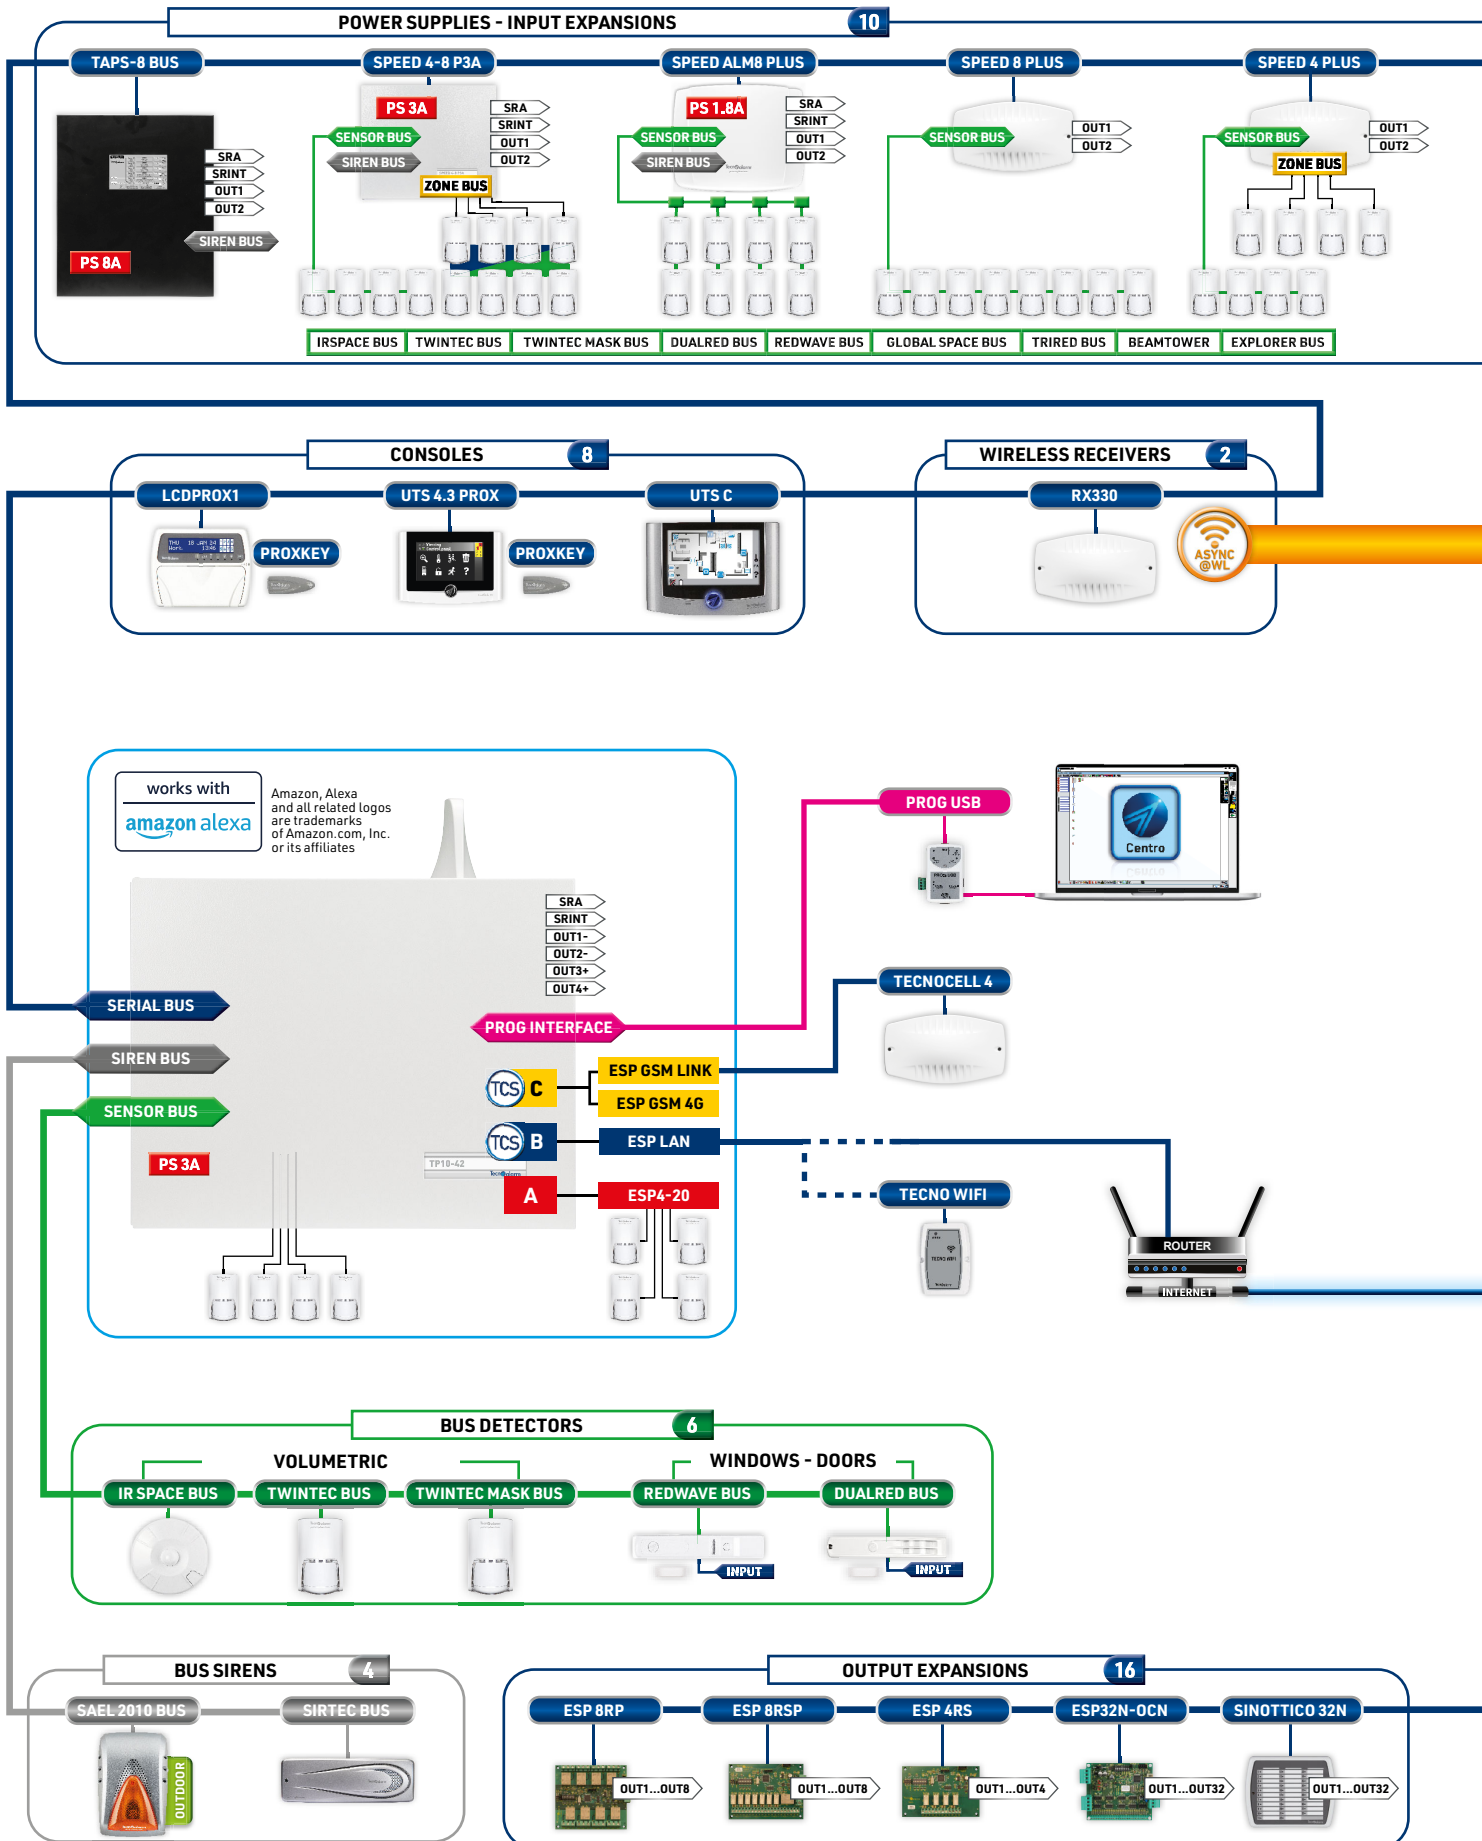 POWER SUPPLIES - INPUT EXPANSIONS
10
TAPS-8 BUS
SPEED 4-8 P3A
SPEED ALM8 PLUS
SPEED 8 PLUS
SPEED 4 PLUS
SRA
SRINT
OUT1
OUT2
SIREN BUS
PS 8A
PS 3A
SRA
SRINT
OUT1
OUT2
SENSOR BUS
SIREN BUS
ZONE BUS
PS 1.8A
SRA
SRINT
OUT1
OUT2
SENSOR BUS
SIREN BUS
SENSOR BUS
OUT1
OUT2
SENSOR BUS
OUT1
OUT2
ZONE BUS
IRSPACE BUS
TWINTEC BUS
TWINTEC MASK BUS
DUALRED BUS
REDWAVE BUS
GLOBAL SPACE BUS
TRIRED BUS
BEAMTOWER
EXPLORER BUS
CONSOLES
8
LCDPROX1
UTS 4.3 PROX
UTS C
PROXKEY
PROXKEY
WIRELESS RECEIVERS
2
RX330
ASYNC
@WL
works with
amazon alexa
Amazon, Alexa
and all related logos
are trademarks
of Amazon.com, Inc.
or its affiliates
SRA
SRINT
OUT1-
OUT2-
OUT3+
OUT4+
SERIAL BUS
SIREN BUS
SENSOR BUS
PS 3A
PROG INTERFACE
TCS C
ESP GSM LINK
ESP GSM 4G
TCS B
ESP LAN
TP10-42
A
ESP4-20
PROG USB
Centro
TECNOCELL 4
TECNO WIFI
TECNO WIFI
ROUTER
INTERNET
BUS DETECTORS
6
VOLUMETRIC
WINDOWS - DOORS
IR SPACE BUS
TWINTEC BUS
TWINTEC MASK BUS
REDWAVE BUS
DUALRED BUS
INPUT
INPUT
BUS SIRENS
4
SAEL 2010 BUS
SIRTEC BUS
OUTDOOR
OUTPUT EXPANSIONS
16
ESP 8RP
ESP 8RSP
ESP 4RS
ESP32N-OCN
SINOTTICO 32N
OUT1...OUT8
OUT1...OUT8
OUT1...OUT4
OUT1...OUT32
OUT1...OUT32